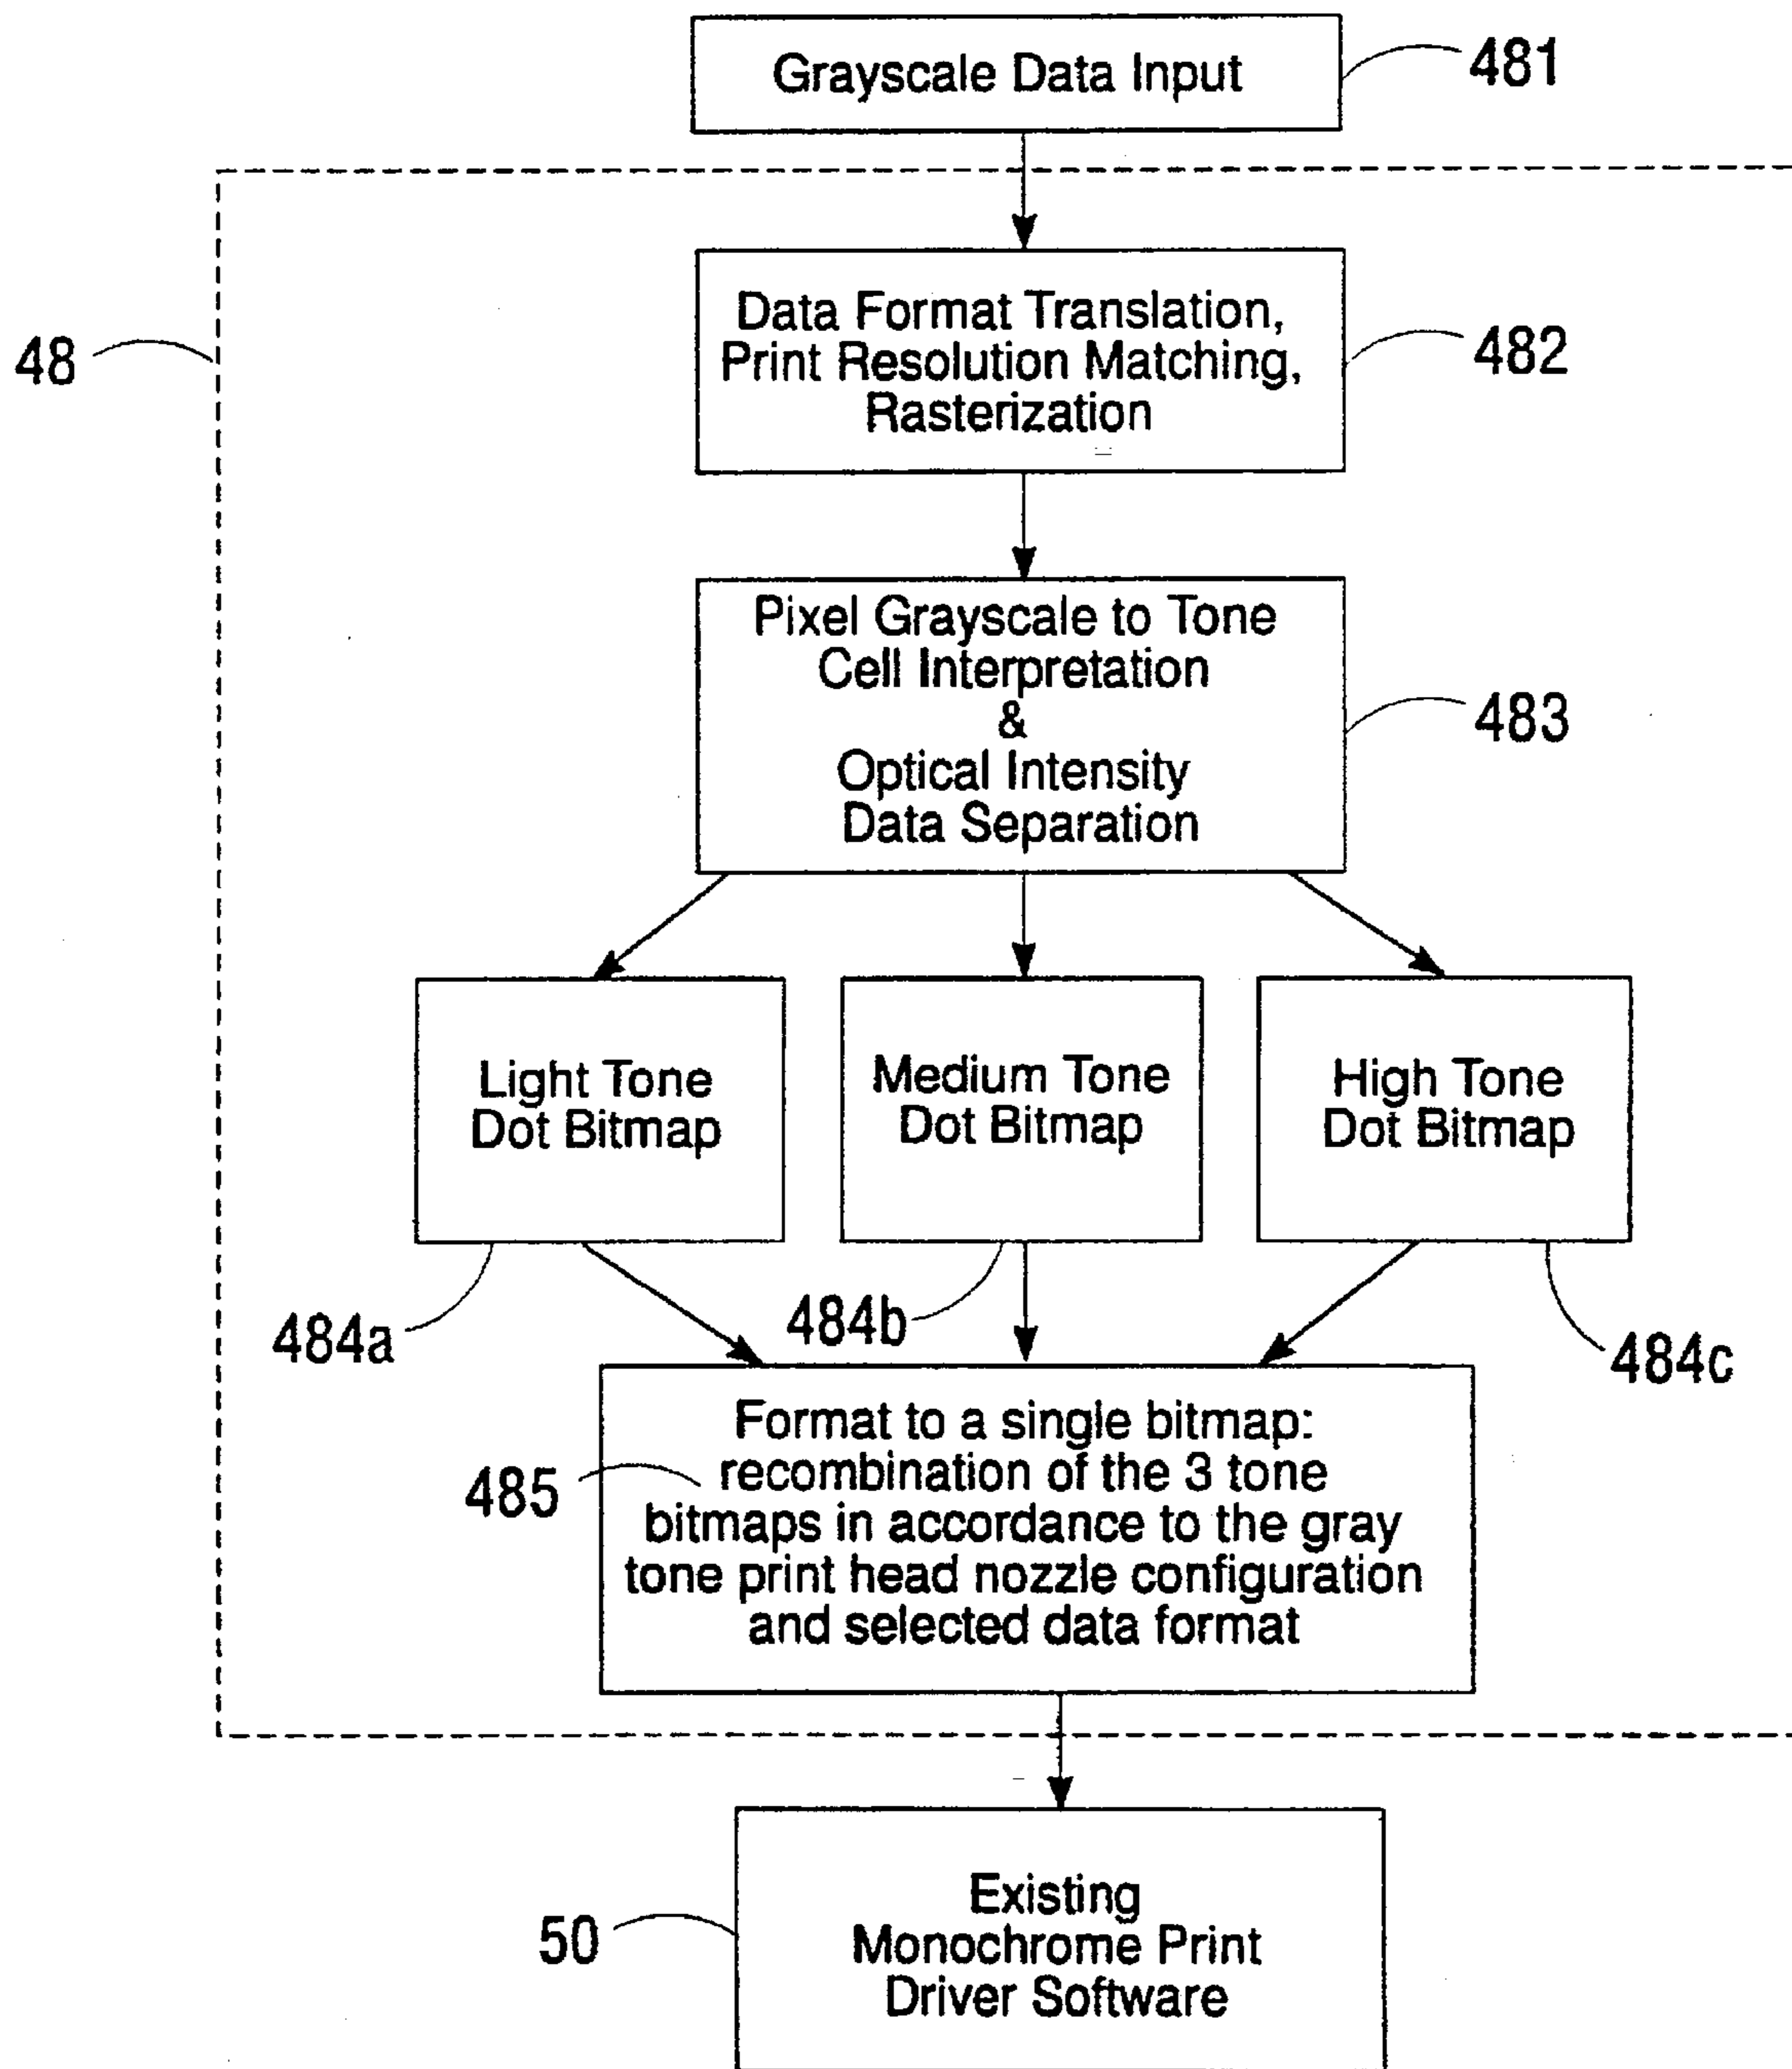 Grayscale Data Input
481
48
Data Format Translation,
Print Resolution Matching,
Rasterization
482
Pixel Grayscale to Tone
Cell Interpretation
&
Optical Intensity
Data Separation
483
Light Tone
Dot Bitmap
Medium Tone
Dot Bitmap
High Tone
Dot Bitmap
484a
484b
484c
Format to a single bitmap:
recombination of the 3 tone
bitmaps in accordance to the gray
tone print head nozzle configuration
and selected data format
485
Existing
Monochrome Print
Driver Software
50